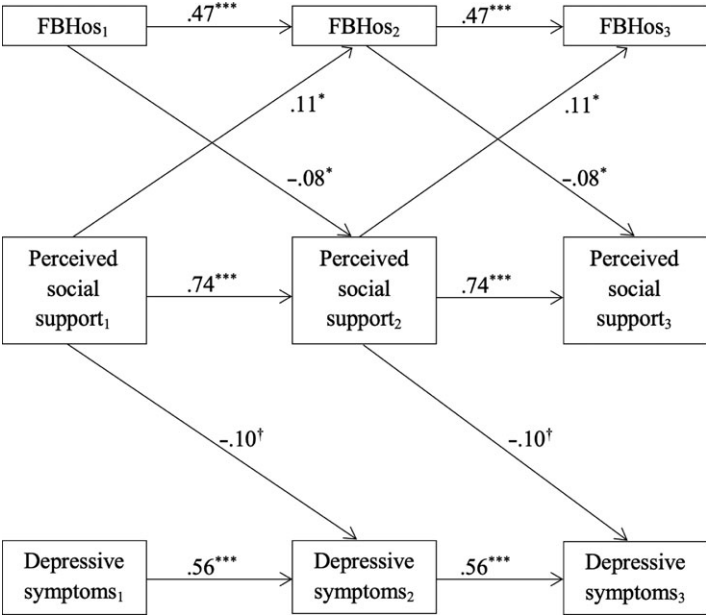 .47***
.47***
FBHos₁
FBHos₂
FBHos₃
.11*
.11*
–.08*
–.08*
Perceived
social
support₁
Perceived
social
support₂
Perceived
social
support₃
.74***
.74***
–.10†
–.10†
Depressive
symptoms₁
Depressive
symptoms₂
Depressive
symptoms₃
.56***
.56***